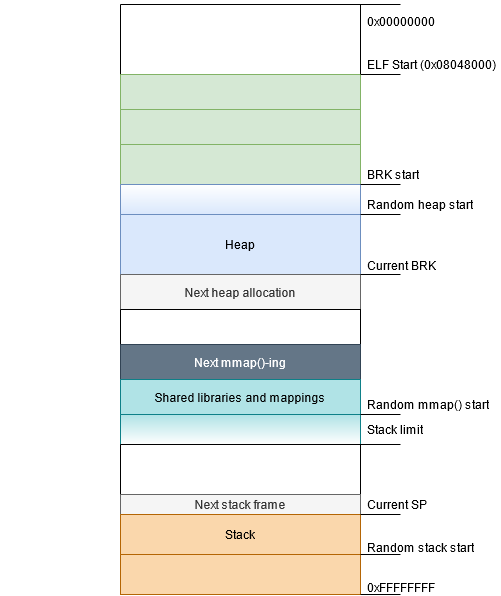 0x00000000
ELF Start (0x08048000)
BRK start
Random heap start
Heap
Current BRK
Next heap allocation
Next mmap()-ing
Shared libraries and mappings
Random mmap() start
Stack limit
Next stack frame
Current SP
Stack
Random stack start
0xFFFFFFFF